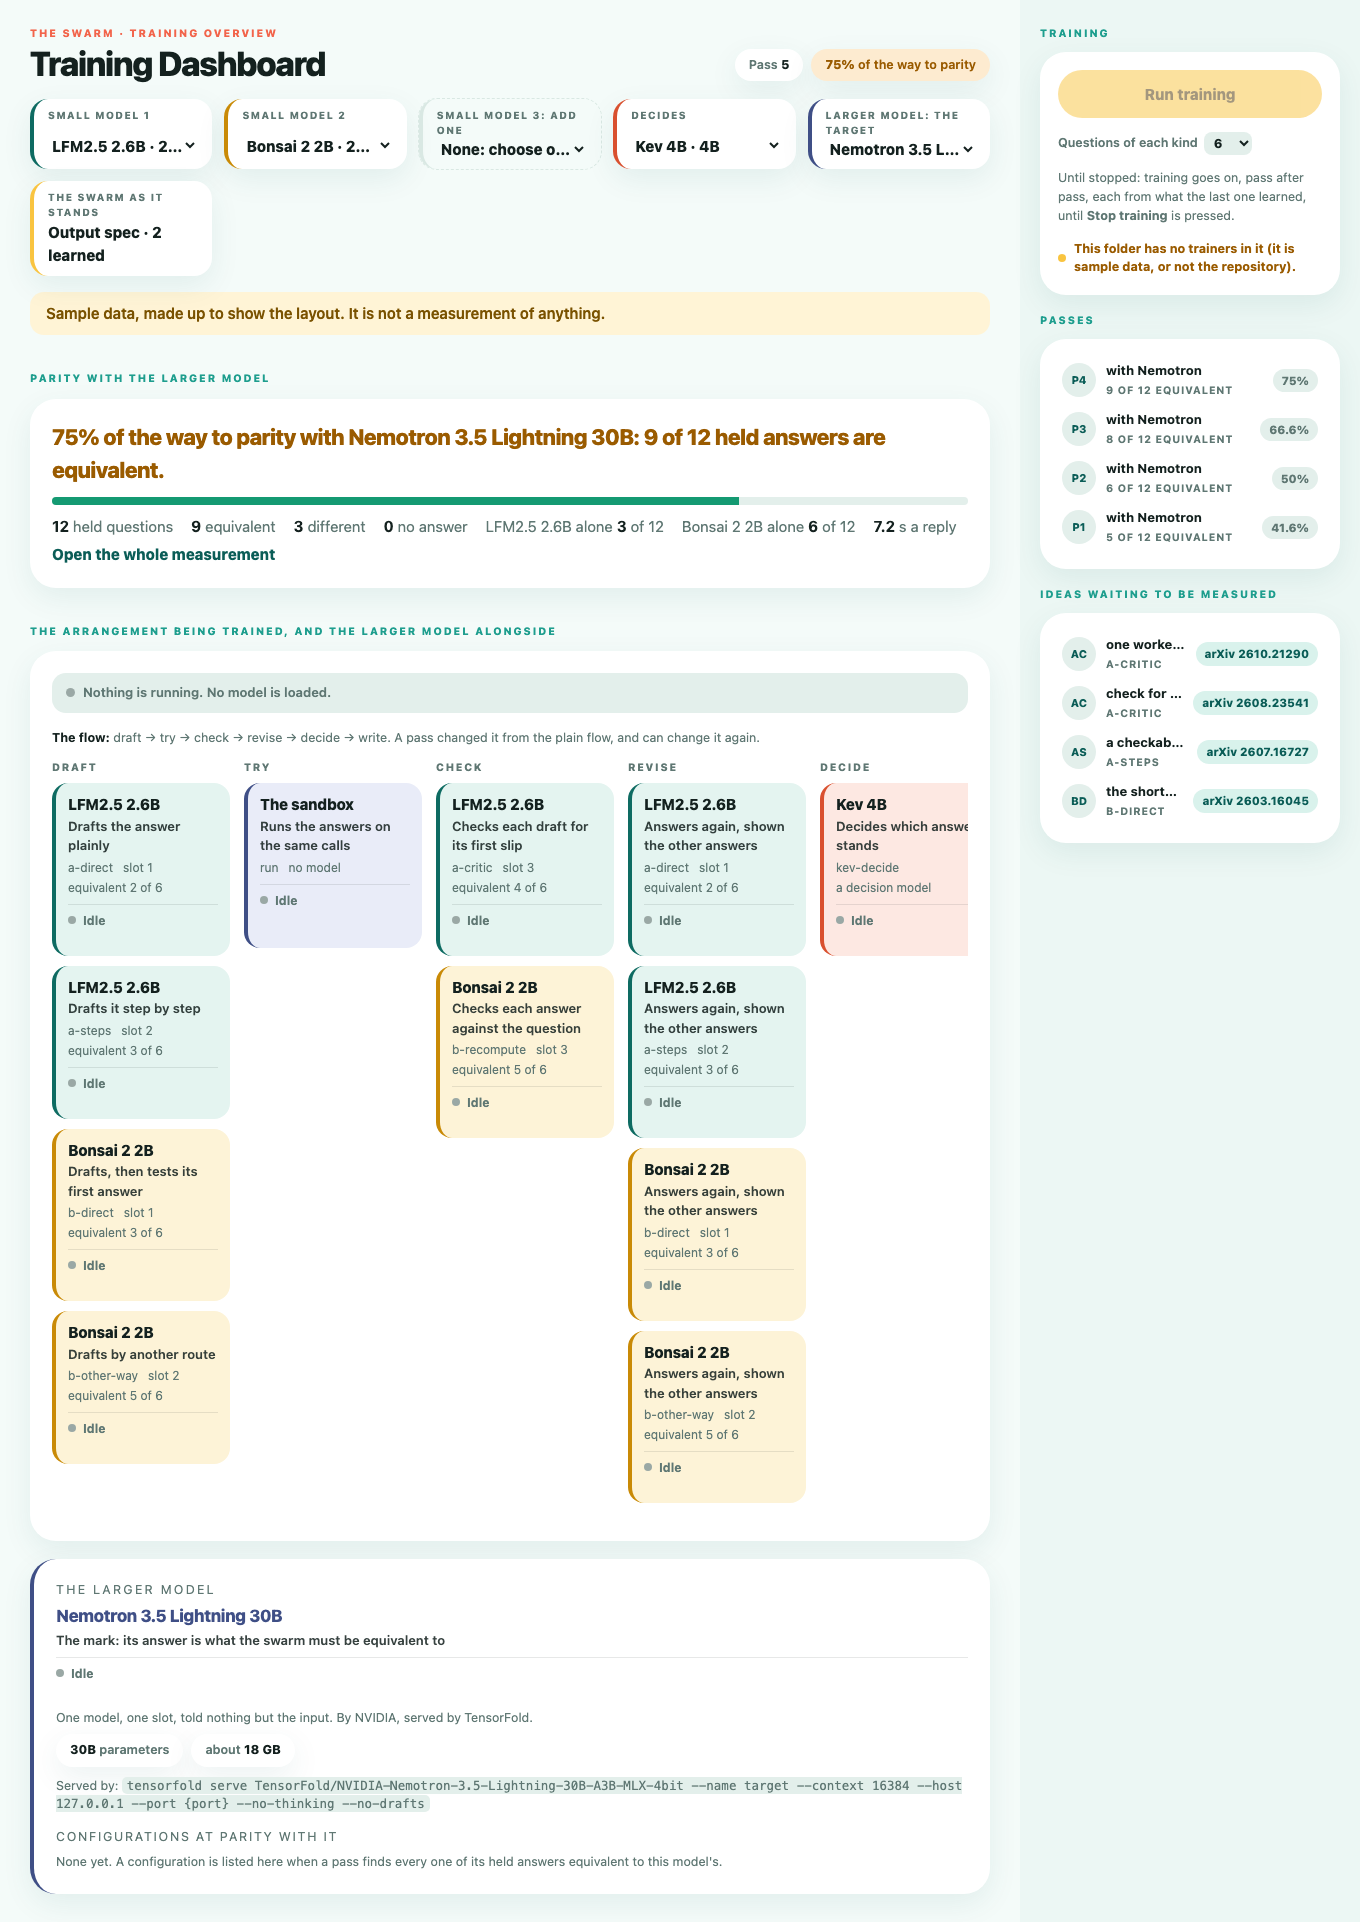 THE SWARM · TRAINING OVERVIEW
Training Dashboard
Pass 5
75% of the way to parity
SMALL MODEL 1
LFM2.5 2.6B · 2...
SMALL MODEL 2
Bonsai 2 2B · 2...
SMALL MODEL 3: ADD
ONE
None: choose o...
DECIDES
Kev 4B · 4B
LARGER MODEL: THE
TARGET
Nemotron 3.5 L...
THE SWARM AS IT
STANDS
Output spec · 2
learned
Sample data, made up to show the layout. It is not a measurement of anything.
PARITY WITH THE LARGER MODEL
75% of the way to parity with Nemotron 3.5 Lightning 30B: 9 of 12 held answers are
equivalent.
12 held questions 9 equivalent 3 different 0 no answer LFM2.5 2.6B alone 3 of 12 Bonsai 2 2B alone 6 of 12 7.2 s a reply
Open the whole measurement
THE ARRANGEMENT BEING TRAINED, AND THE LARGER MODEL ALONGSIDE
Nothing is running. No model is loaded.
The flow: draft → try → check → revise → decide → write. A pass changed it from the plain flow, and can change it again.
DRAFT
LFM2.5 2.6B
Drafts the answer
plainly
a-direct slot 1
equivalent 2 of 6
Idle
LFM2.5 2.6B
Drafts it step by step
a-steps slot 2
equivalent 3 of 6
Idle
Bonsai 2 2B
Drafts, then tests its
first answer
b-direct slot 1
equivalent 3 of 6
Idle
Bonsai 2 2B
Drafts by another route
b-other-way slot 2
equivalent 5 of 6
Idle
TRY
The sandbox
Runs the answers on
the same calls
run no model
Idle
CHECK
LFM2.5 2.6B
Checks each draft for
its first slip
a-critic slot 3
equivalent 4 of 6
Idle
Bonsai 2 2B
Checks each answer
against the question
b-recompute slot 3
equivalent 5 of 6
Idle
REVISE
LFM2.5 2.6B
Answers again, shown
the other answers
a-direct slot 1
equivalent 2 of 6
Idle
LFM2.5 2.6B
Answers again, shown
the other answers
a-steps slot 2
equivalent 3 of 6
Idle
Bonsai 2 2B
Answers again, shown
the other answers
b-direct slot 1
equivalent 3 of 6
Idle
Bonsai 2 2B
Answers again, shown
the other answers
b-other-way slot 2
equivalent 5 of 6
Idle
DECIDE
Kev 4B
Decides which answe
stands
kev-decide
a decision model
Idle
THE LARGER MODEL
Nemotron 3.5 Lightning 30B
The mark: its answer is what the swarm must be equivalent to
Idle
One model, one slot, told nothing but the input. By NVIDIA, served by TensorFold.
30B parameters
about 18 GB
Served by: tensorfold serve TensorFold/NVIDIA-Nemotron-3.5-Lightning-30B-A3B-MLX-4bit --name target --context 16384 --host
127.0.0.1 --port {port} --no-thinking --no-drafts
CONFIGURATIONS AT PARITY WITH IT
None yet. A configuration is listed here when a pass finds every one of its held answers equivalent to this model's.
TRAINING
Run training
Questions of each kind 6
Until stopped: training goes on, pass after
pass, each from what the last one learned,
until Stop training is pressed.
This folder has no trainers in it (it is
sample data, or not the repository).
PASSES
P4
with Nemotron
9 OF 12 EQUIVALENT
75%
P3
with Nemotron
8 OF 12 EQUIVALENT
66.6%
P2
with Nemotron
6 OF 12 EQUIVALENT
50%
P1
with Nemotron
5 OF 12 EQUIVALENT
41.6%
IDEAS WAITING TO BE MEASURED
AC
one worke...
A-CRITIC
arXiv 2610.21290
AC
check for ...
A-CRITIC
arXiv 2608.23541
AS
a checkab...
A-STEPS
arXiv 2607.16727
BD
the short...
B-DIRECT
arXiv 2603.16045